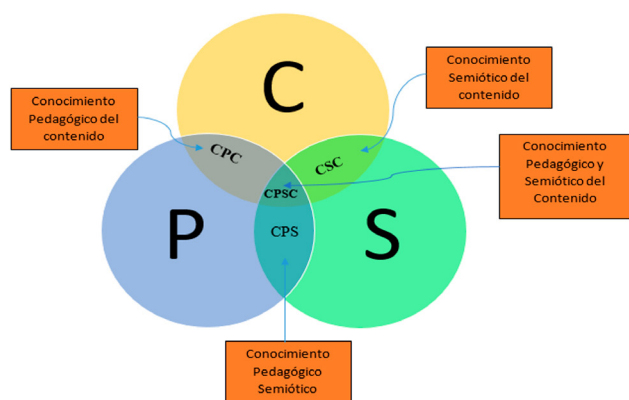 C
Conocimiento
Semiótico del
contenido
Conocimiento
Pedagógico del
contenido
CPC
CSC
Conocimiento
Pedagógico y
Semiótico del
Contenido
CPSC
P
CPS
S
Conocimiento
Pedagógico
Semiótico